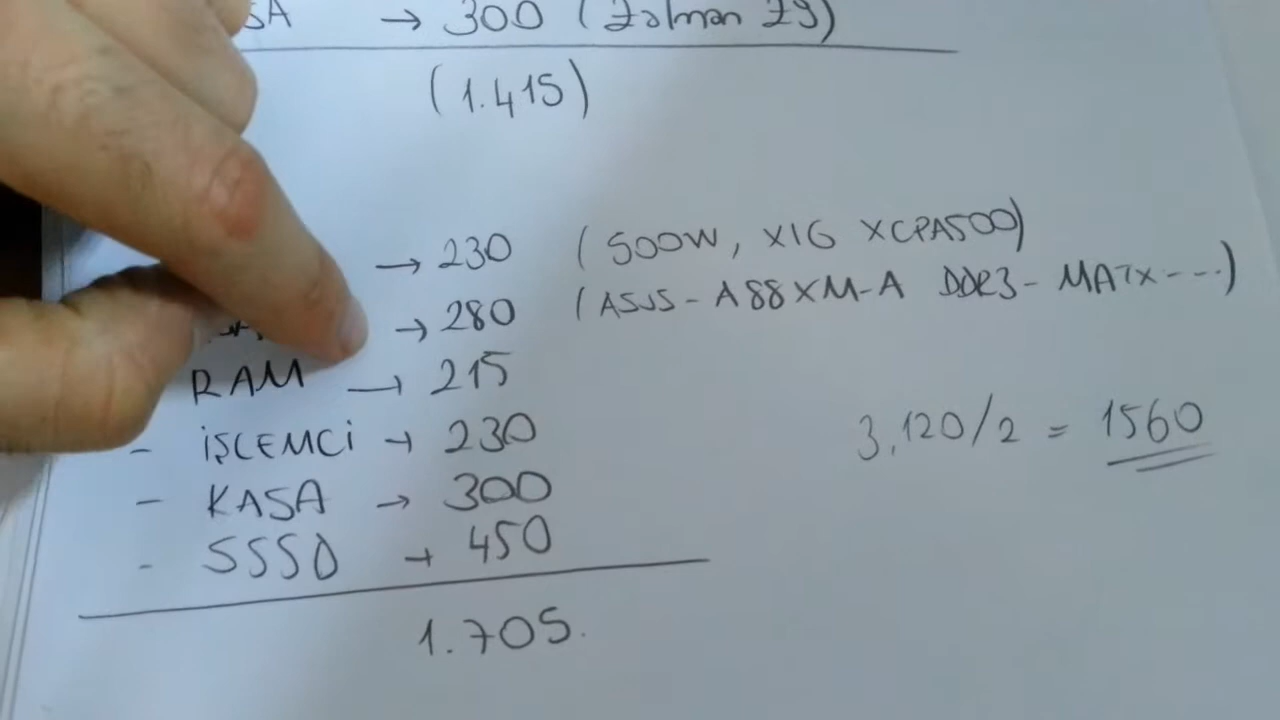 SA → 300 (Zalman Z9)
(1.415)
→ 230 (500W, XIG XCPA500)
→ 280 (ASUS - A88XM-A DDR3 - MATX - - -)
RAM → 215
- İŞLEMCİ → 230
- KASA → 300
- SSSD → 450
1.705.
3.120/2 = 1560